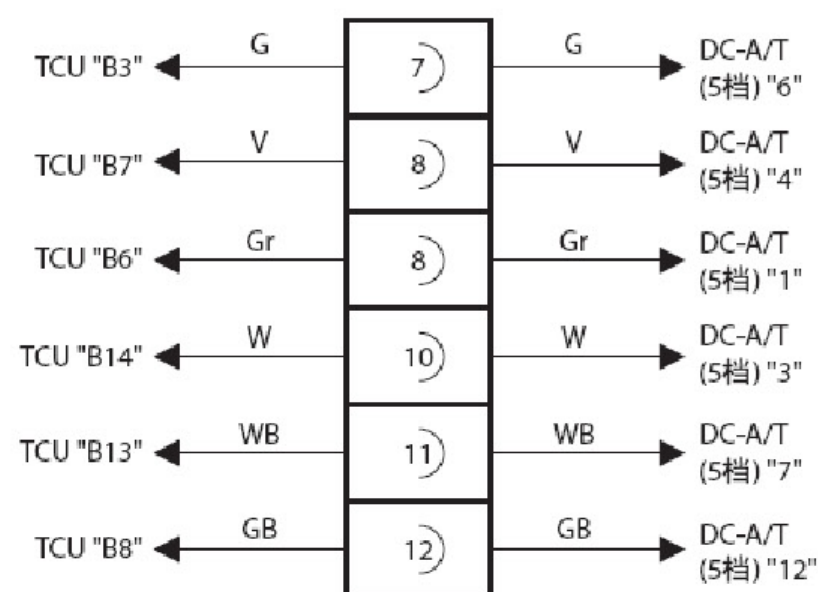 G
G
TCU "B3"
7
DC-A/T
(5档) "6"
V
V
TCU "B7"
8
DC-A/T
(5档) "4"
Gr
Gr
TCU "B6"
8
DC-A/T
(5档) "1"
W
W
TCU "B14"
10
DC-A/T
(5档) "3"
WB
WB
TCU "B13"
11
DC-A/T
(5档) "7"
GB
GB
TCU "B8"
12
DC-A/T
(5档) "12"